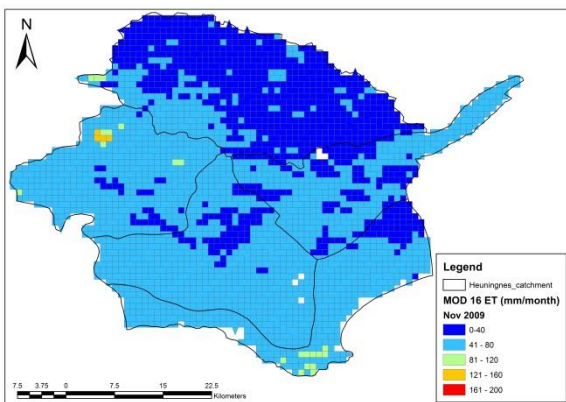 N
Legend
Heuningnes_catchment
MOD 16 ET (mm/month)
Nov 2009
0-40
41 - 80
81 - 120
121 - 160
161 - 200
7.5 3.75 0 7.5 15 22.5
Kilometers